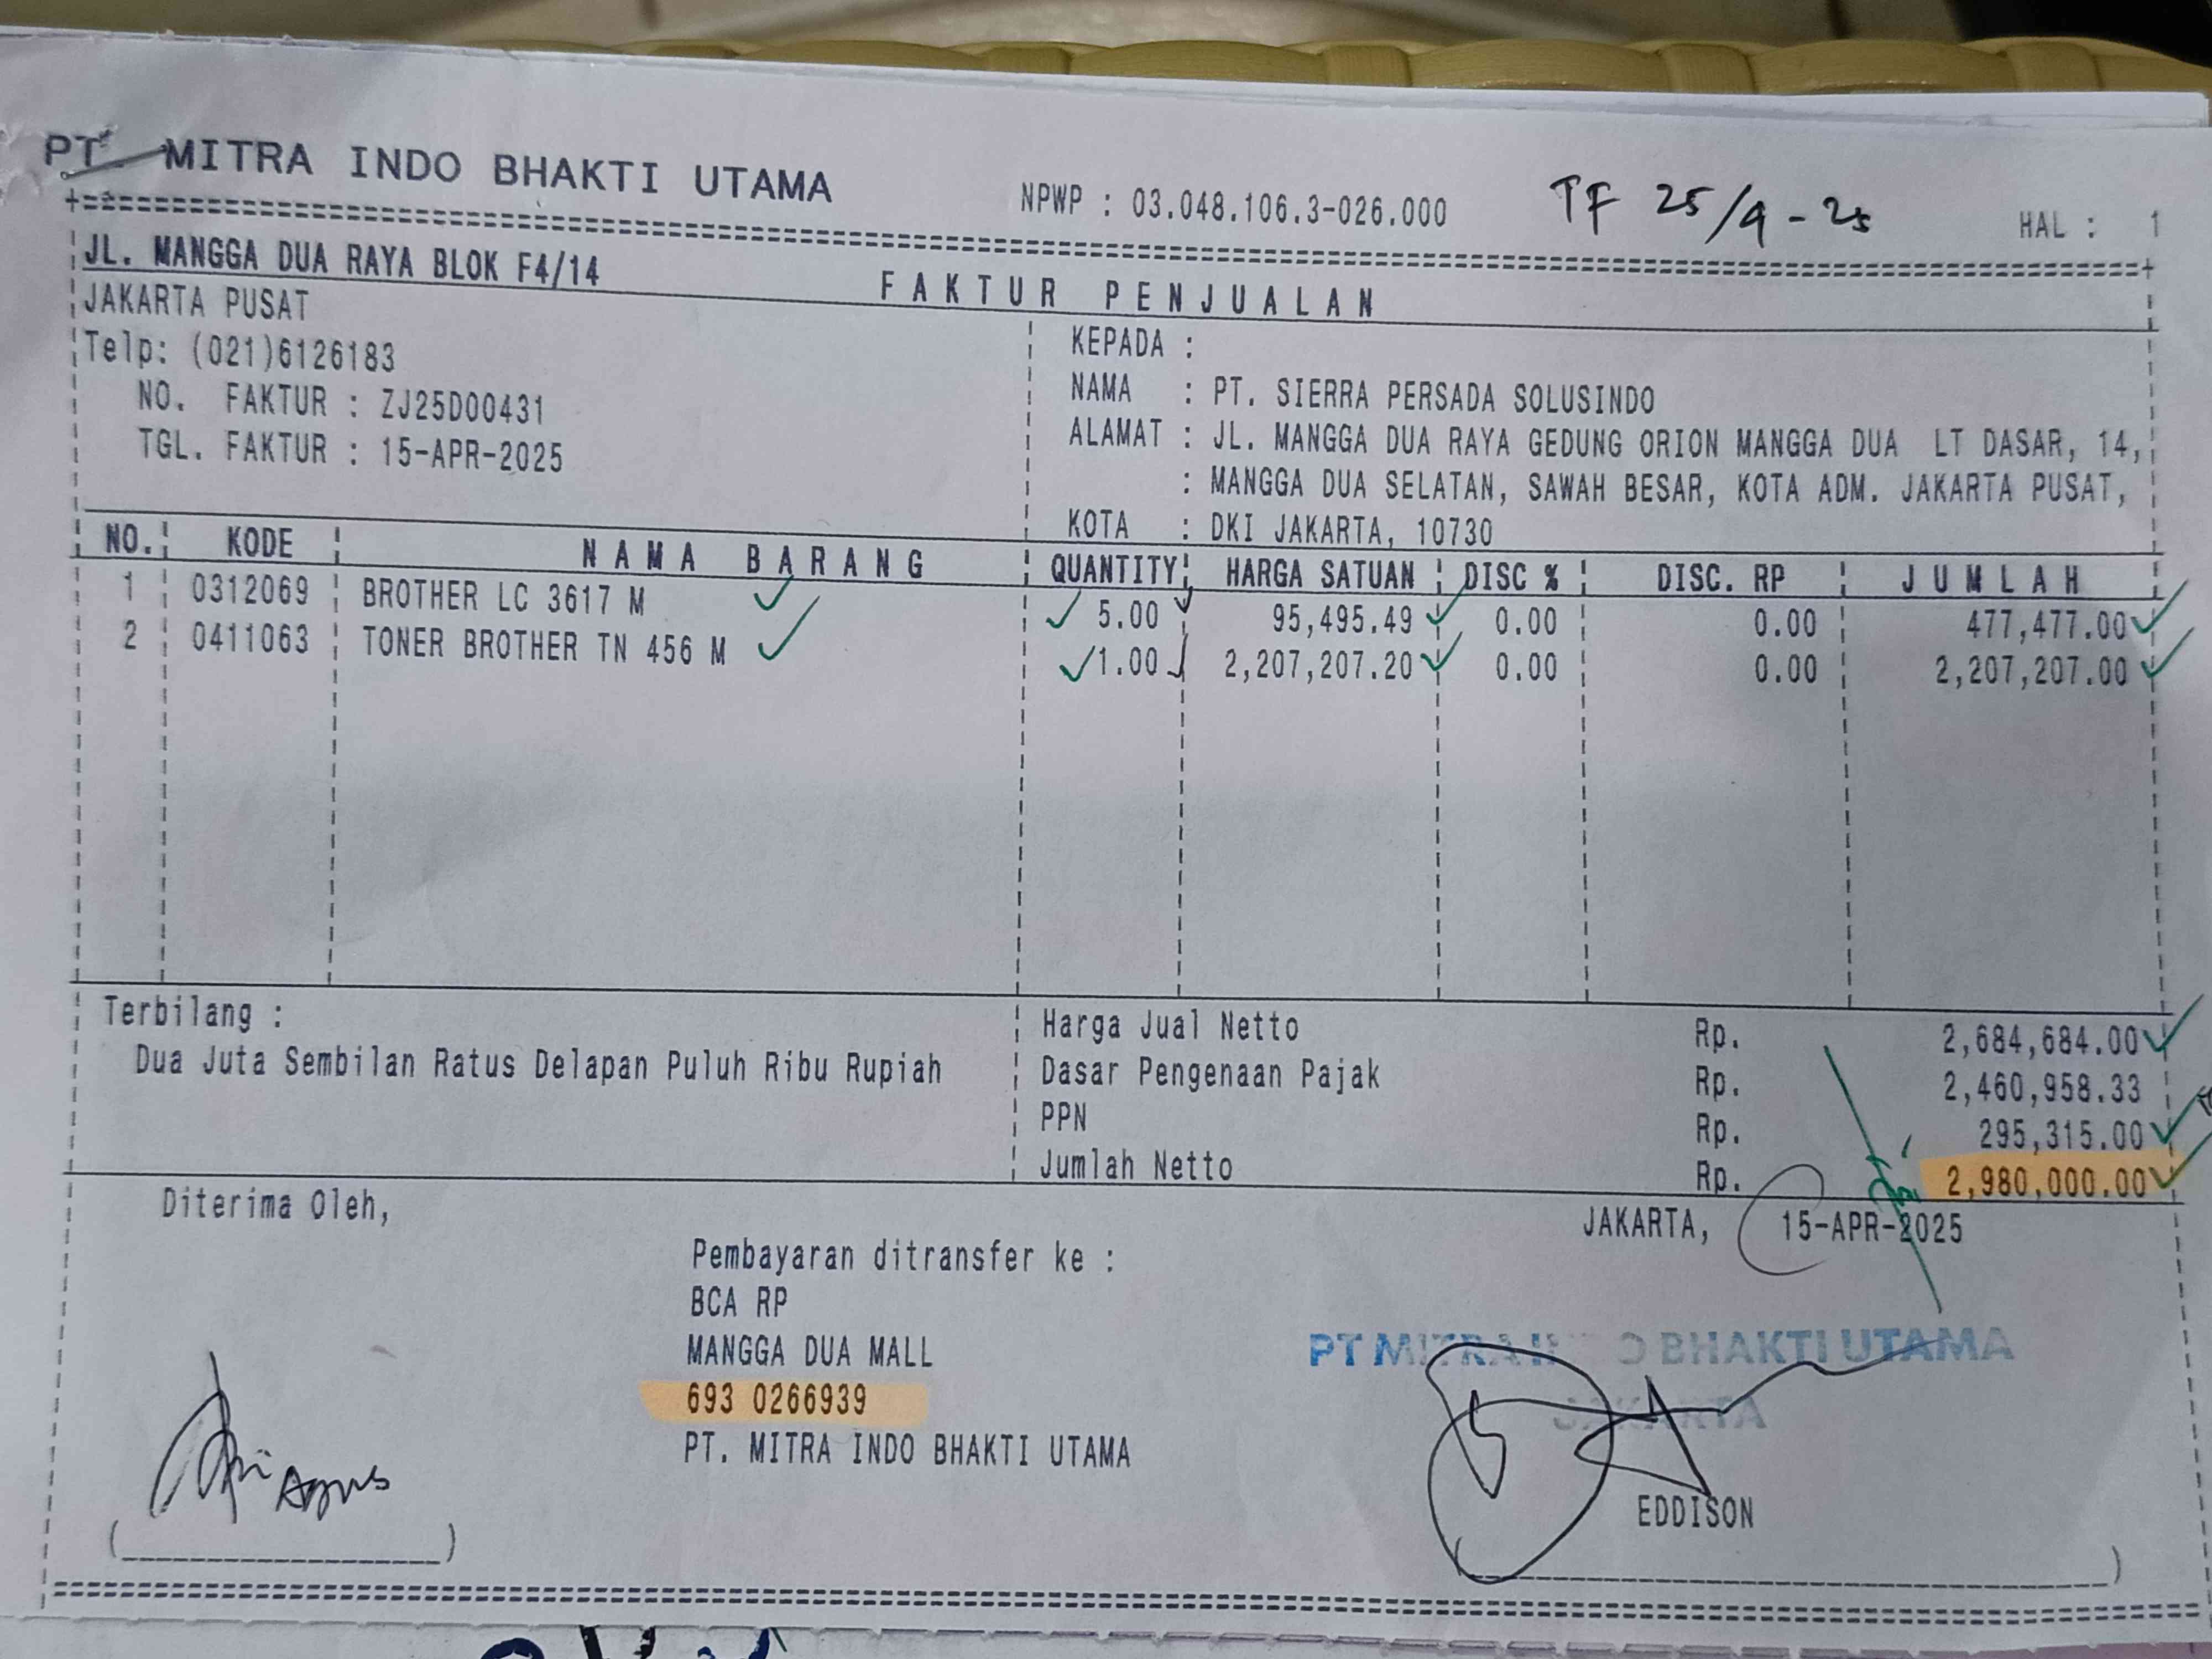 PT. MITRA INDO BHAKTI UTAMA
NPWP : 03.048.106.3-026.000
TF 25/4-25
HAL : 1
JL. MANGGA DUA RAYA BLOK F4/14
FAKTUR PENJUALAN
JAKARTA PUSAT
Telp: (021)6126183
NO. FAKTUR : ZJ25D00431
TGL. FAKTUR : 15-APR-2025
KEPADA :
NAMA : PT. SIERRA PERSADA SOLUSINDO
ALAMAT : JL. MANGGA DUA RAYA GEDUNG ORION MANGGA DUA LT DASAR, 14,
: MANGGA DUA SELATAN, SAWAH BESAR, KOTA ADM. JAKARTA PUSAT,
KOTA : DKI JAKARTA, 10730
NO. KODE NAMA BARANG QUANTITY HARGA SATUAN DISC % DISC. RP JUMLAH
1 0312069 BROTHER LC 3617 M 5.00 95,495.49 0.00 0.00 477,477.00
2 0411063 TONER BROTHER TN 456 M 1.00 2,207,207.20 0.00 0.00 2,207,207.00
Terbilang :
Dua Juta Sembilan Ratus Delapan Puluh Ribu Rupiah
Harga Jual Netto Rp. 2,684,684.00
Dasar Pengenaan Pajak Rp. 2,460,958.33
PPN Rp. 295,315.00
Jumlah Netto Rp. 2,980,000.00
Diterima Oleh,
JAKARTA, 15-APR-2025
Pembayaran ditransfer ke :
BCA RP
MANGGA DUA MALL
693 0266939
PT. MITRA INDO BHAKTI UTAMA
Agus
PT MITRA INDO BHAKTI UTAMA
JAKARTA
EDDISON